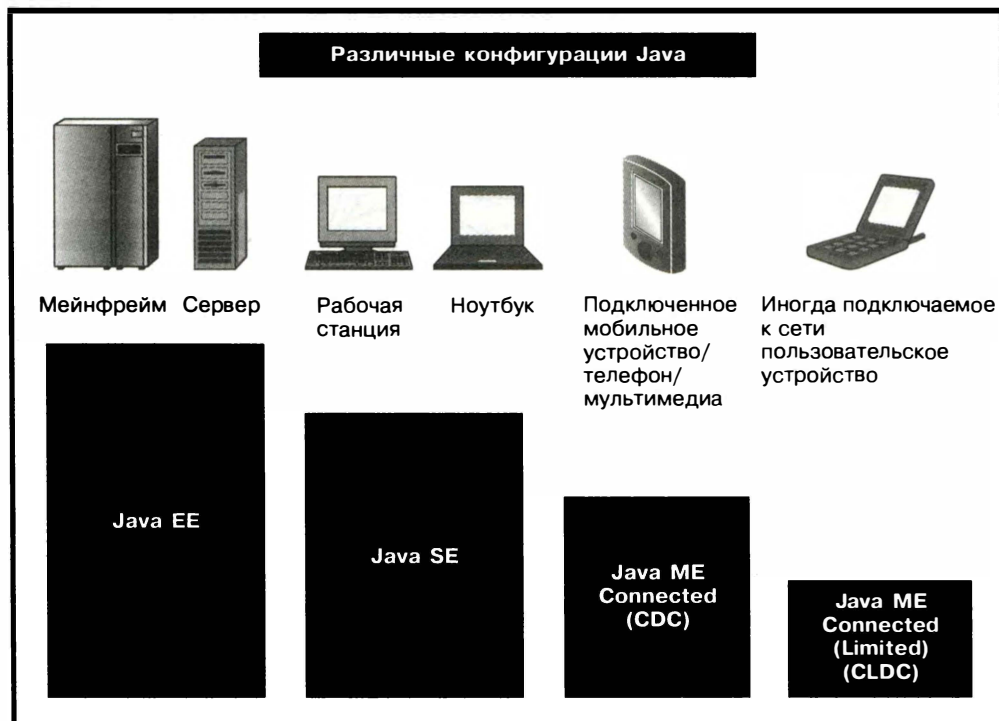 Различные конфигурации Java
Мейнфрейм
Сервер
Рабочая
станция
Ноутбук
Подключенное
мобильное
устройство/
телефон/
мультимедиа
Иногда подключаемое
к сети
пользовательское
устройство
Java EE
Java SE
Java ME
Connected
(CDC)
Java ME
Connected
(Limited)
(CLDC)